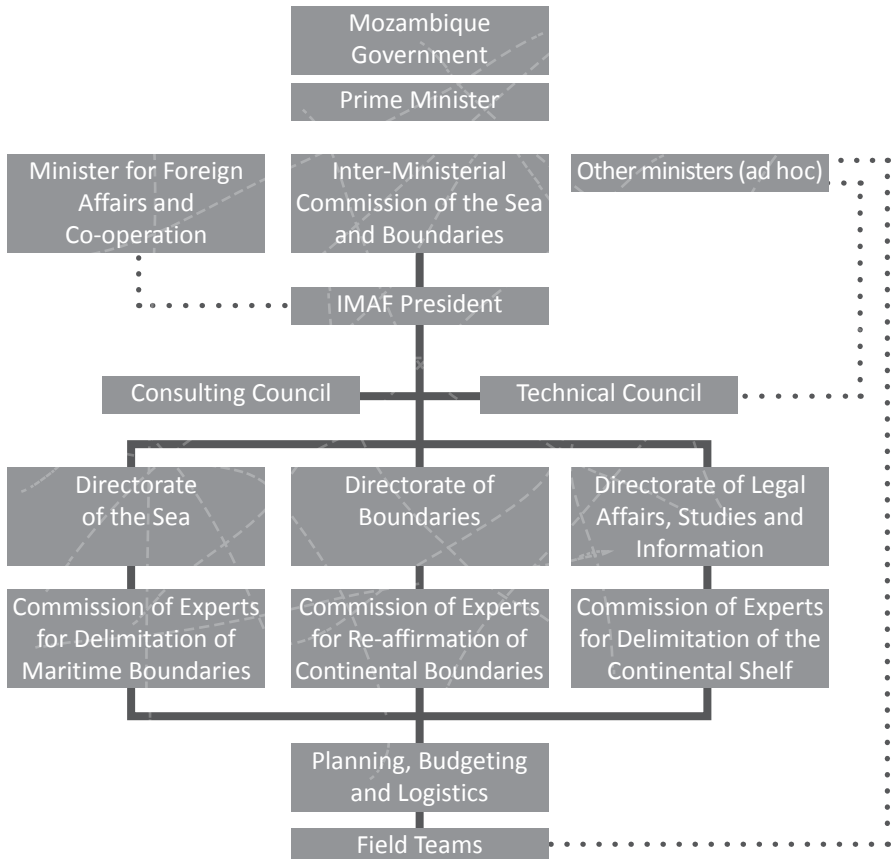 Mozambique
Government
Prime Minister
Minister for Foreign
Affairs and
Co-operation
Inter-Ministerial
Commission of the Sea
and Boundaries
Other ministers (ad hoc)
IMAF President
Consulting Council
Technical Council
Directorate
of the Sea
Directorate of
Boundaries
Directorate of Legal
Affairs, Studies and
Information
Commission of Experts
for Delimitation of
Maritime Boundaries
Commission of Experts
for Re-affirmation of
Continental Boundaries
Commission of Experts
for Delimitation of the
Continental Shelf
Planning, Budgeting
and Logistics
Field Teams